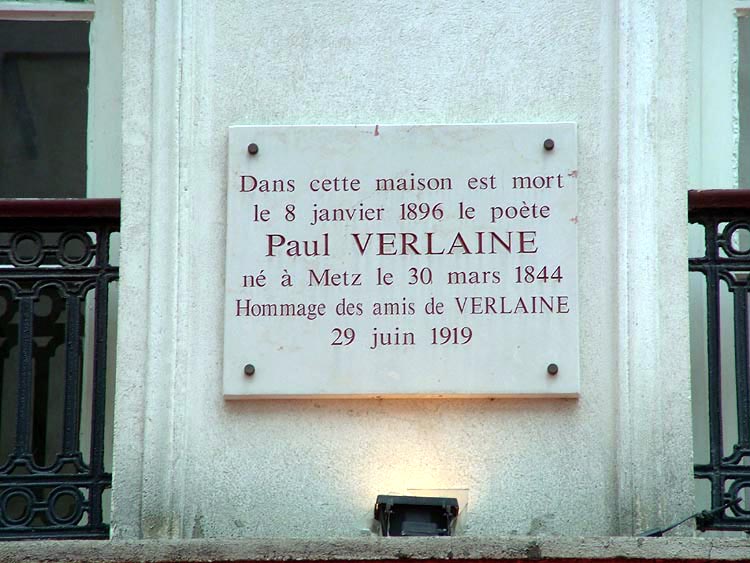 Dans cette maison est mort
le 8 janvier 1896 le poète
Paul VERLAINE
né à Metz le 30 mars 1844
Hommage des amis de VERLAINE
29 juin 1919